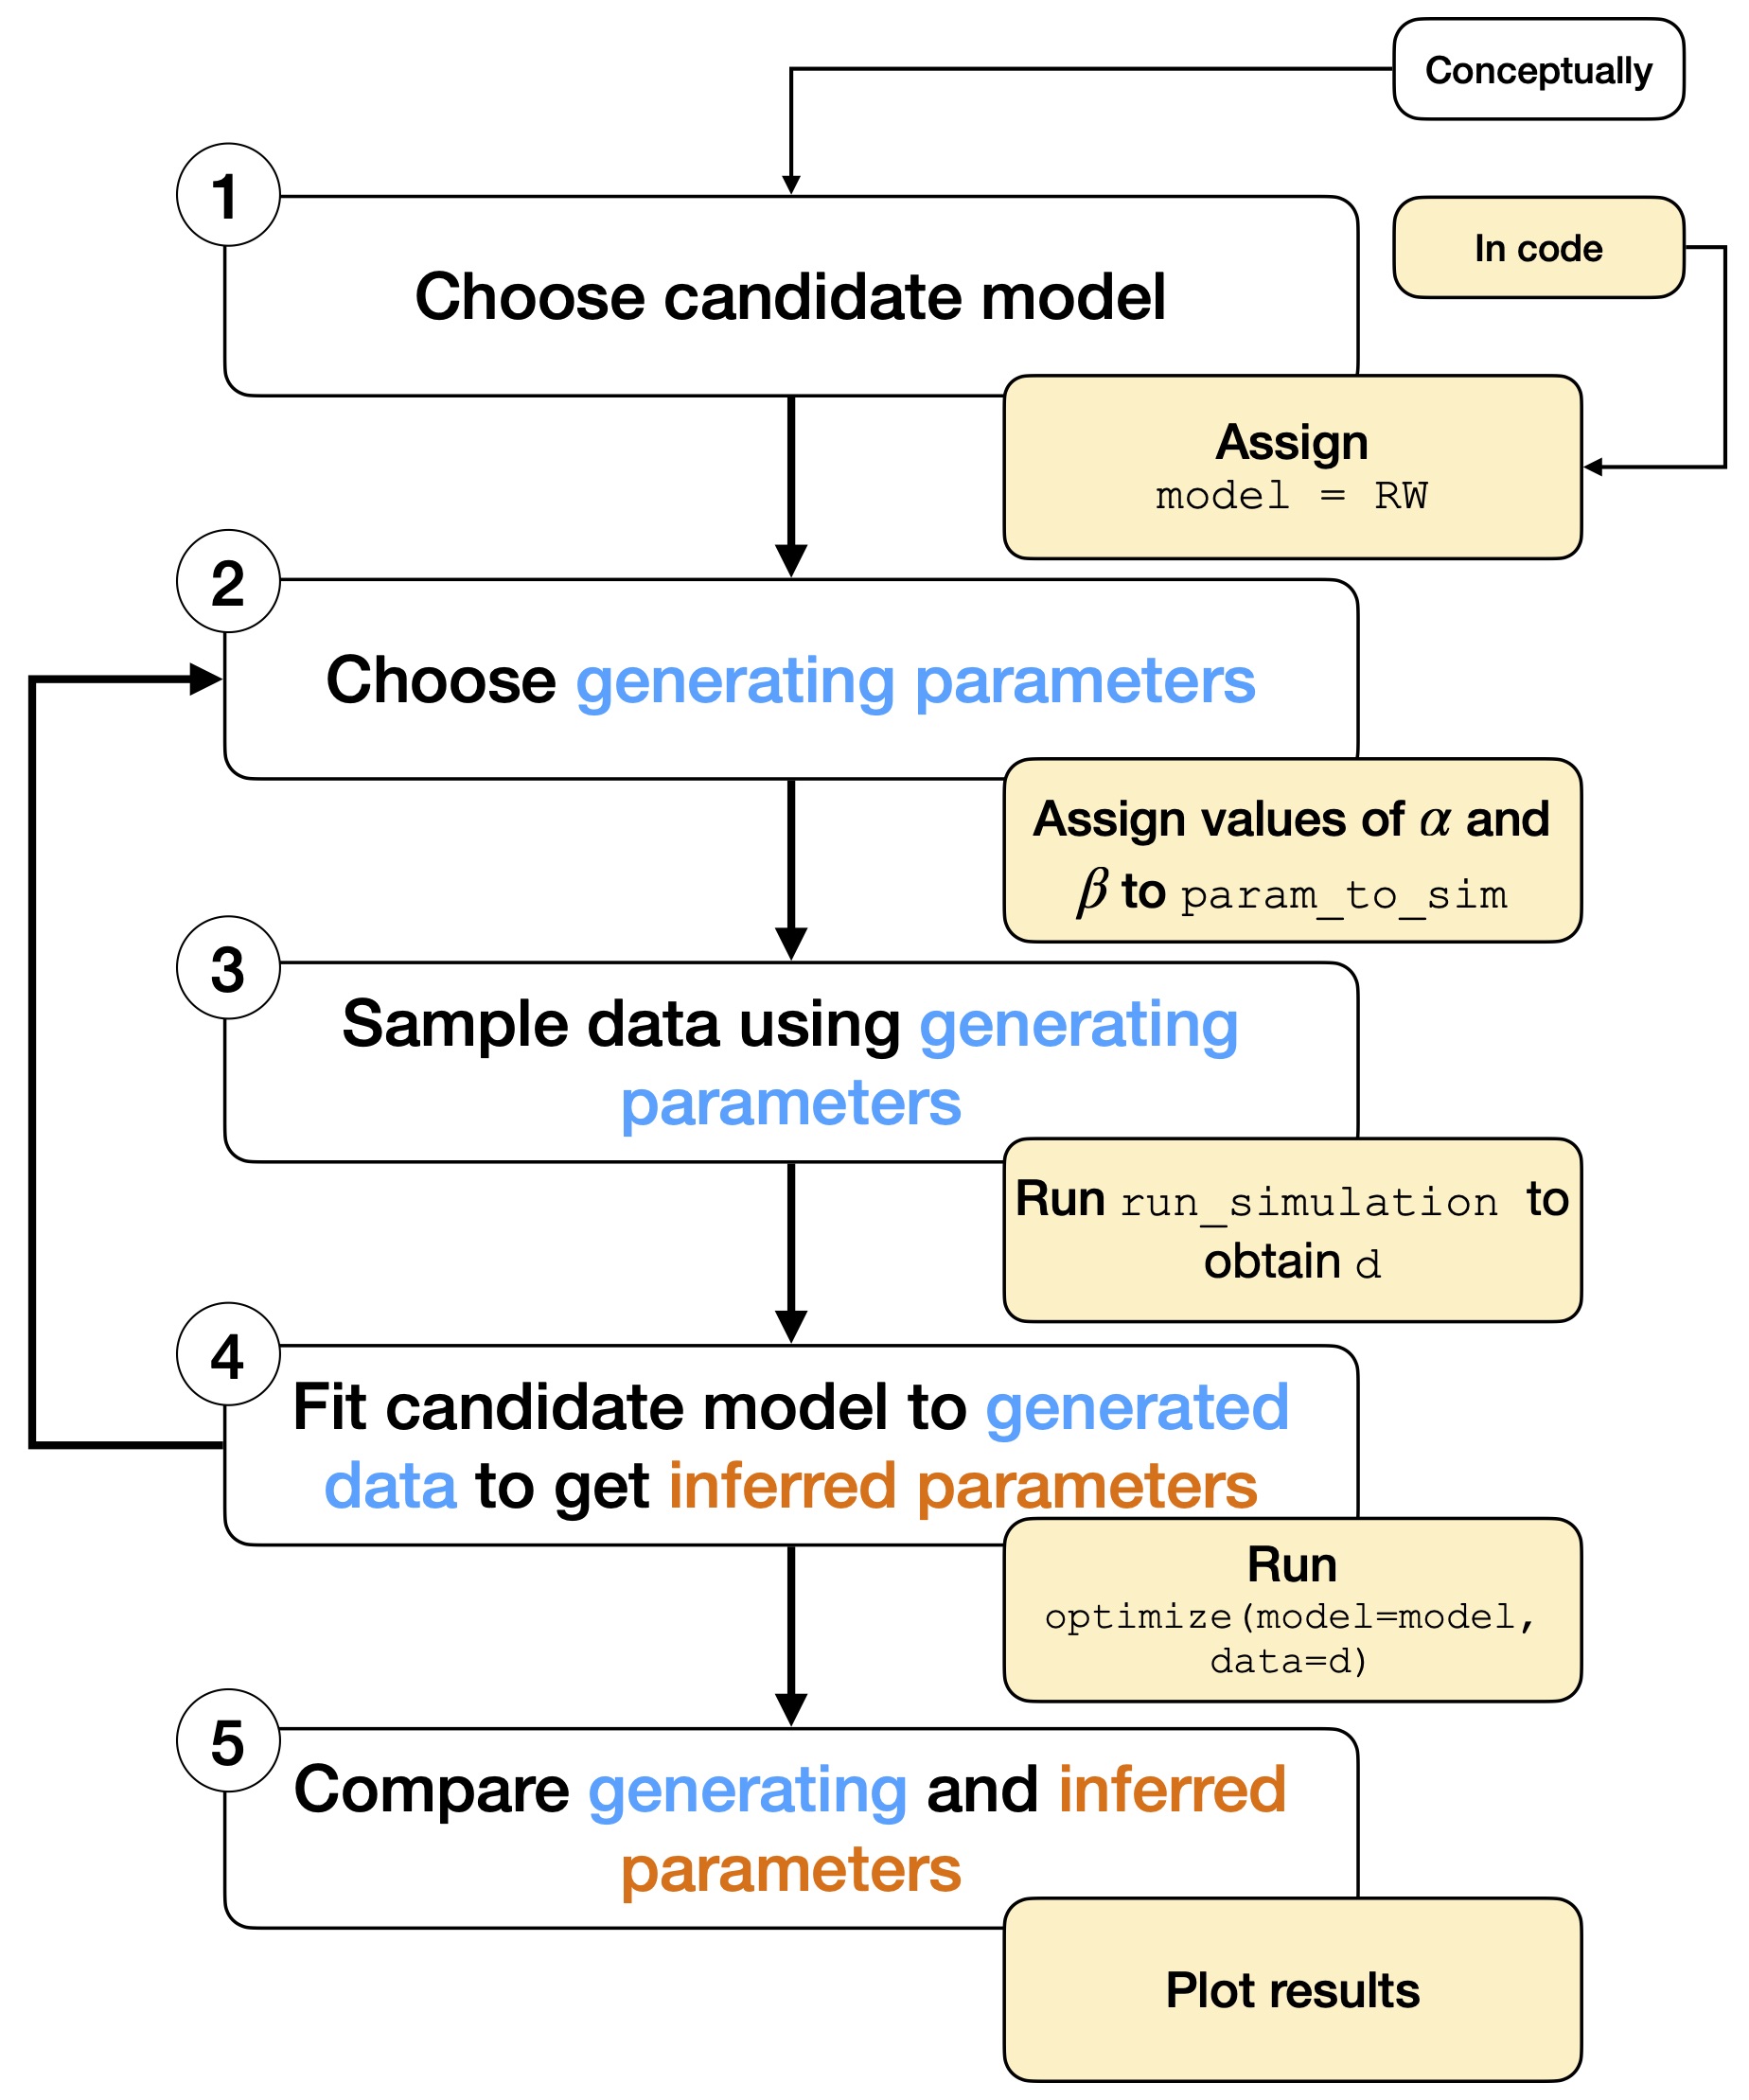 Conceptually
1
Choose candidate model
In code
Assign
model = RW
2
Choose generating parameters
Assign values of α and
β to param_to_sim
3
Sample data using generating
parameters
Run run_simulation to
obtain d
4
Fit candidate model to generated
data to get inferred parameters
Run
optimize(model=model,
data=d)
5
Compare generating and inferred
parameters
Plot results